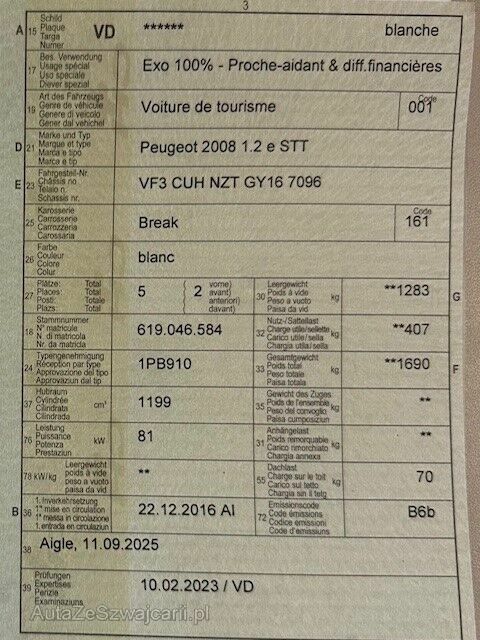 3
A 15 Schild Plaque Targa Numer VD ****** blanche
17 Bes. Verwendung Usage spécial Uso speciale Diever spezial Exo 100% - Proche-aidant & diff.financières
19 Art des Fahrzeugs Genre de véhicule Genere di veicolo Gener dal vehichel Voiture de tourisme Code 001
D 21 Marke und Typ Marque et type Marca e tipo Marca e tip Peugeot 2008 1.2 e STT
E 23 Fahrgestell-Nr. Châssis no Telaio n. Schassis nr. VF3 CUH NZT GY16 7096
25 Karosserie Carrosserie Carrozzeria Carossaria Break Code 161
26 Farbe Couleur Colore Colur blanc
27 Plätze: Total Places: Total Posti: Totale Plazs: Total 5 ( 2 vorne) avant) anteriori) davant)
30 Leergewicht Poids à vide Peso a vuoto Paisa da vid kg **1283 G
18 Stammnummer N° matricule N. di matricola Nr. da matricla 619.046.584
32 Nutz-/Sattellast Charge utile/sellette Carico utile/sella Chargia utila/sella kg **407
24 Typengenehmigung Réception par type Approvazione del tipo Approvaziun dal tip 1PB910
33 Gesamtgewicht Poids total Peso totale Paisa totala kg **1690 F
37 Hubraum Cylindrée Cilindrata Cilindrada cm³ 1199
35 Gewicht des Zuges Poids de l'ensemble Peso del convoglio Paisa cumposiziun kg **
76 Leistung Puissance Potenza Prestaziun kW 81
31 Anhängelast Poids remorquable Carico rimorchiato Chargia annexa kg **
78 kW/kg Leergewicht poids à vide peso a vuoto paisa da vid **
55 Dachlast Charge sur le toit Carico sul tetto Chargia sin il tetg kg 70
B 36 1. Inverkehrsetzung 1re mise en circulation 1a messa in circolazione 1. entrada en circulaziun 22.12.2016 AI
72 Emissionscode Code émissions Codice emissioni Code d'emissiuns B6b
38 Aigle, 11.09.2025
39 Prüfungen Expertises Perizie Examinaziuns 10.02.2023 / VD
AutaZeSzwajcarii.pl